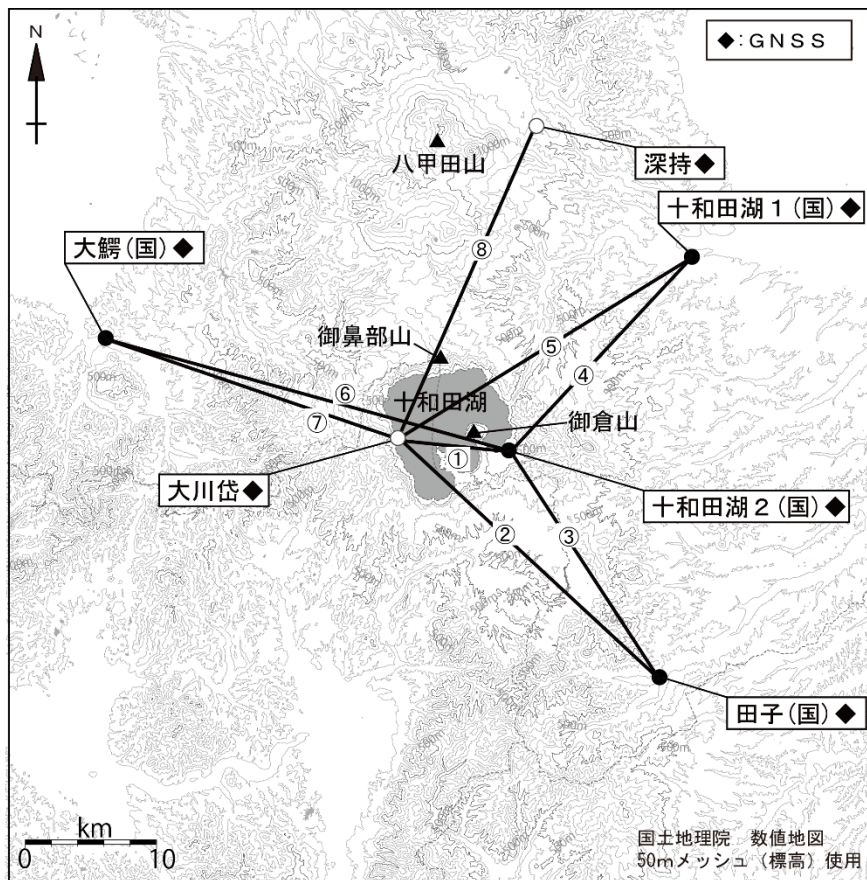 N
◆:GNSS
八甲田山
深持◆
十和田湖1(国)◆
大鰐(国)◆
⑧
御鼻部山
⑤
④
⑥
十和田湖
御倉山
⑦
①
大川岱◆
十和田湖2(国)◆
②
③
田子(国)◆
km
0 10
国土地理院 数値地図
50mメッシュ(標高)使用
500m
1000m